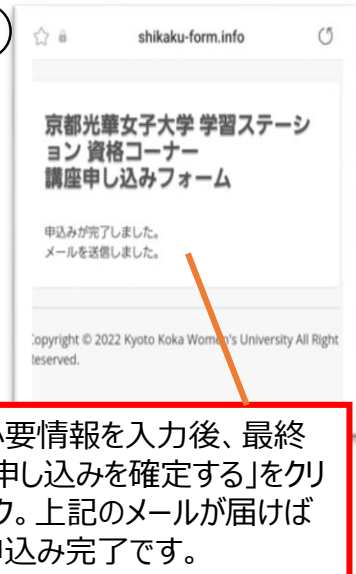 shikaku-form.info
京都光華女子大学 学習ステーシ
ョン 資格コーナー
講座申し込みフォーム
申込みが完了しました。
メールを送信しました。
Copyright © 2022 Kyoto Koka Women's University All Right
Reserved.
要情報を入力後、最終
申し込みを確定する」をクリ
ク。上記のメールが届けば
申込み完了です。